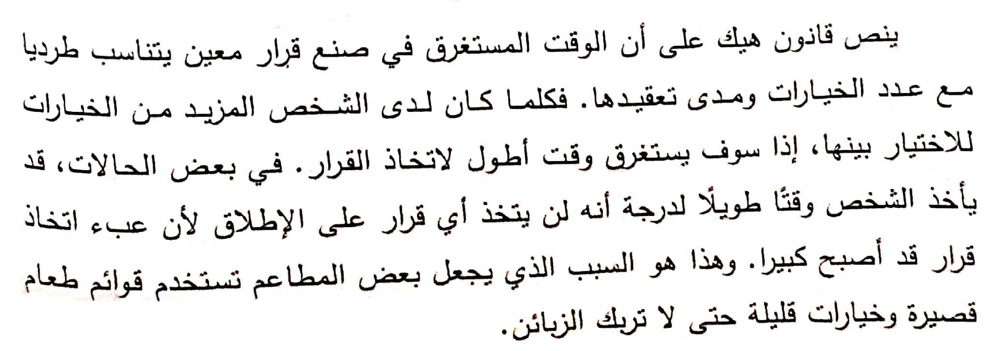 ينص قانون هيك على أن الوقت المستغرق في صنع قرار معين يتناسب طرديا
مع عدد الخيارات ومدى تعقيدها. فكلما كان لدى الشخص المزيد من الخيارات
للاختيار بينها، إذا سوف يستغرق وقت أطول لاتخاذ القرار. في بعض الحالات، قد
يأخذ الشخص وقتًا طويلًا لدرجة أنه لن يتخذ أي قرار على الإطلاق لأن عبء اتخاذ
قرار قد أصبح كبيرا. وهذا هو السبب الذي يجعل بعض المطاعم تستخدم قوائم طعام
قصيرة وخيارات قليلة حتى لا تربك الزبائن.